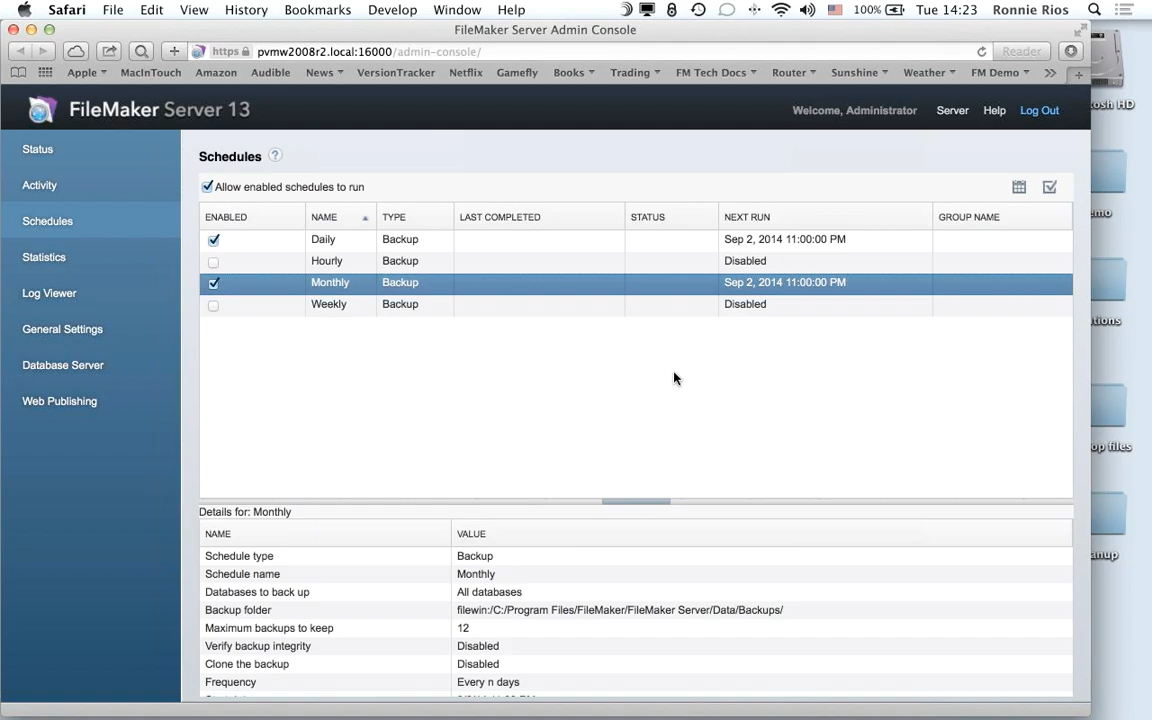 Safari File Edit View History Bookmarks Develop Window Help 100% Tue 14:23 Ronnie Rios
FileMaker Server Admin Console
https pvmw2008r2.local:16000/admin-console/ Reader
Apple MacInTouch Amazon Audible News VersionTracker Netflix Gamefly Books Trading FM Tech Docs Router Sunshine Weather FM Demo
FileMaker Server 13 Welcome, Administrator Server Help Log Out
Status
Activity
Schedules
Statistics
Log Viewer
General Settings
Database Server
Web Publishing
Schedules ?
Allow enabled schedules to run
ENABLED NAME TYPE LAST COMPLETED STATUS NEXT RUN GROUP NAME
Daily Backup Sep 2, 2014 11:00:00 PM
Hourly Backup Disabled
Monthly Backup Sep 2, 2014 11:00:00 PM
Weekly Backup Disabled
Details for: Monthly
NAME VALUE
Schedule type Backup
Schedule name Monthly
Databases to back up All databases
Backup folder filewin:/C:/Program Files/FileMaker/FileMaker Server/Data/Backups/
Maximum backups to keep 12
Verify backup integrity Disabled
Clone the backup Disabled
Frequency Every n days
osh HD
emo
tions
op files
anup